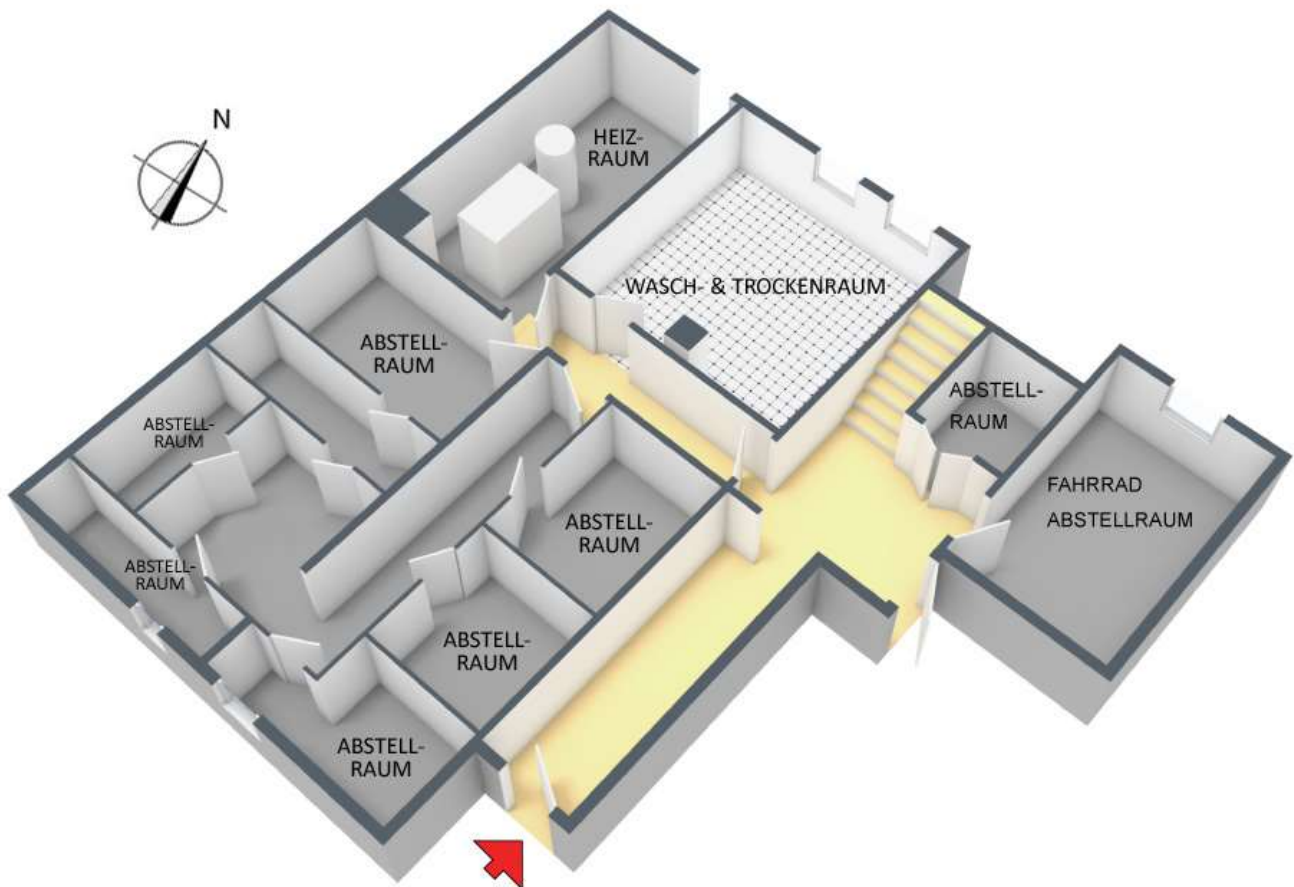 N
HEIZ-
RAUM
WASCH- & TROCKENRAUM
ABSTELL-
RAUM
ABSTELL-
RAUM
ABSTELL-
RAUM
FAHRRAD
ABSTELLRAUM
ABSTELL-
RAUM
ABSTELL-
RAUM
ABSTELL-
RAUM
ABSTELL-
RAUM